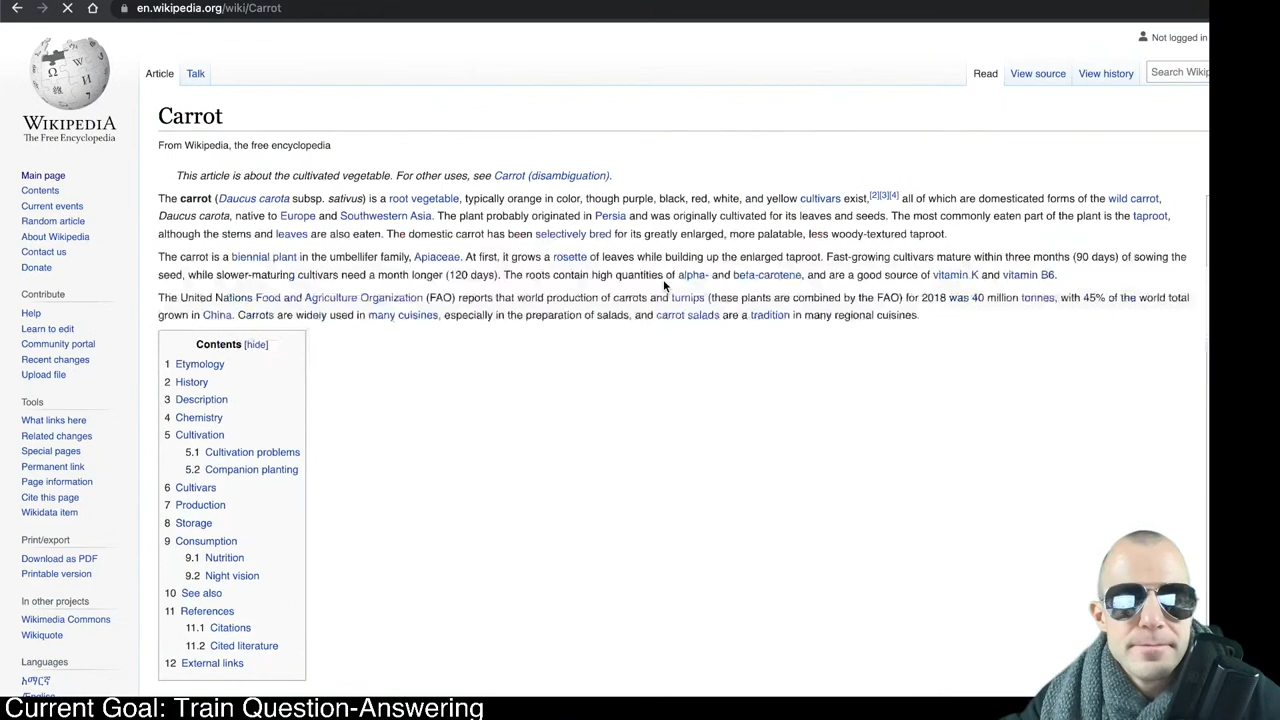 en.wikipedia.org/wiki/Carrot
Not logged in
Article Talk Read View source View history Search Wikip
WIKIPEDIA
The Free Encyclopedia
Main page
Contents
Current events
Random article
About Wikipedia
Contact us
Donate
Contribute
Help
Learn to edit
Community portal
Recent changes
Upload file
Tools
What links here
Related changes
Special pages
Permanent link
Page information
Cite this page
Wikidata item
Print/export
Download as PDF
Printable version
In other projects
Wikimedia Commons
Wikiquote
Languages
አማርኛ
Carrot
From Wikipedia, the free encyclopedia
This article is about the cultivated vegetable. For other uses, see Carrot (disambiguation).
The carrot (Daucus carota subsp. sativus) is a root vegetable, typically orange in color, though purple, black, red, white, and yellow cultivars exist,[2][3][4] all of which are domesticated forms of the wild carrot,
Daucus carota, native to Europe and Southwestern Asia. The plant probably originated in Persia and was originally cultivated for its leaves and seeds. The most commonly eaten part of the plant is the taproot,
although the stems and leaves are also eaten. The domestic carrot has been selectively bred for its greatly enlarged, more palatable, less woody-textured taproot.
The carrot is a biennial plant in the umbellifer family, Apiaceae. At first, it grows a rosette of leaves while building up the enlarged taproot. Fast-growing cultivars mature within three months (90 days) of sowing the
seed, while slower-maturing cultivars need a month longer (120 days). The roots contain high quantities of alpha- and beta-carotene, and are a good source of vitamin K and vitamin B6.
The United Nations Food and Agriculture Organization (FAO) reports that world production of carrots and turnips (these plants are combined by the FAO) for 2018 was 40 million tonnes, with 45% of the world total
grown in China. Carrots are widely used in many cuisines, especially in the preparation of salads, and carrot salads are a tradition in many regional cuisines.
Contents [hide]
1 Etymology
2 History
3 Description
4 Chemistry
5 Cultivation
5.1 Cultivation problems
5.2 Companion planting
6 Cultivars
7 Production
8 Storage
9 Consumption
9.1 Nutrition
9.2 Night vision
10 See also
11 References
11.1 Citations
11.2 Cited literature
12 External links
Current Goal: Train Question-Answering